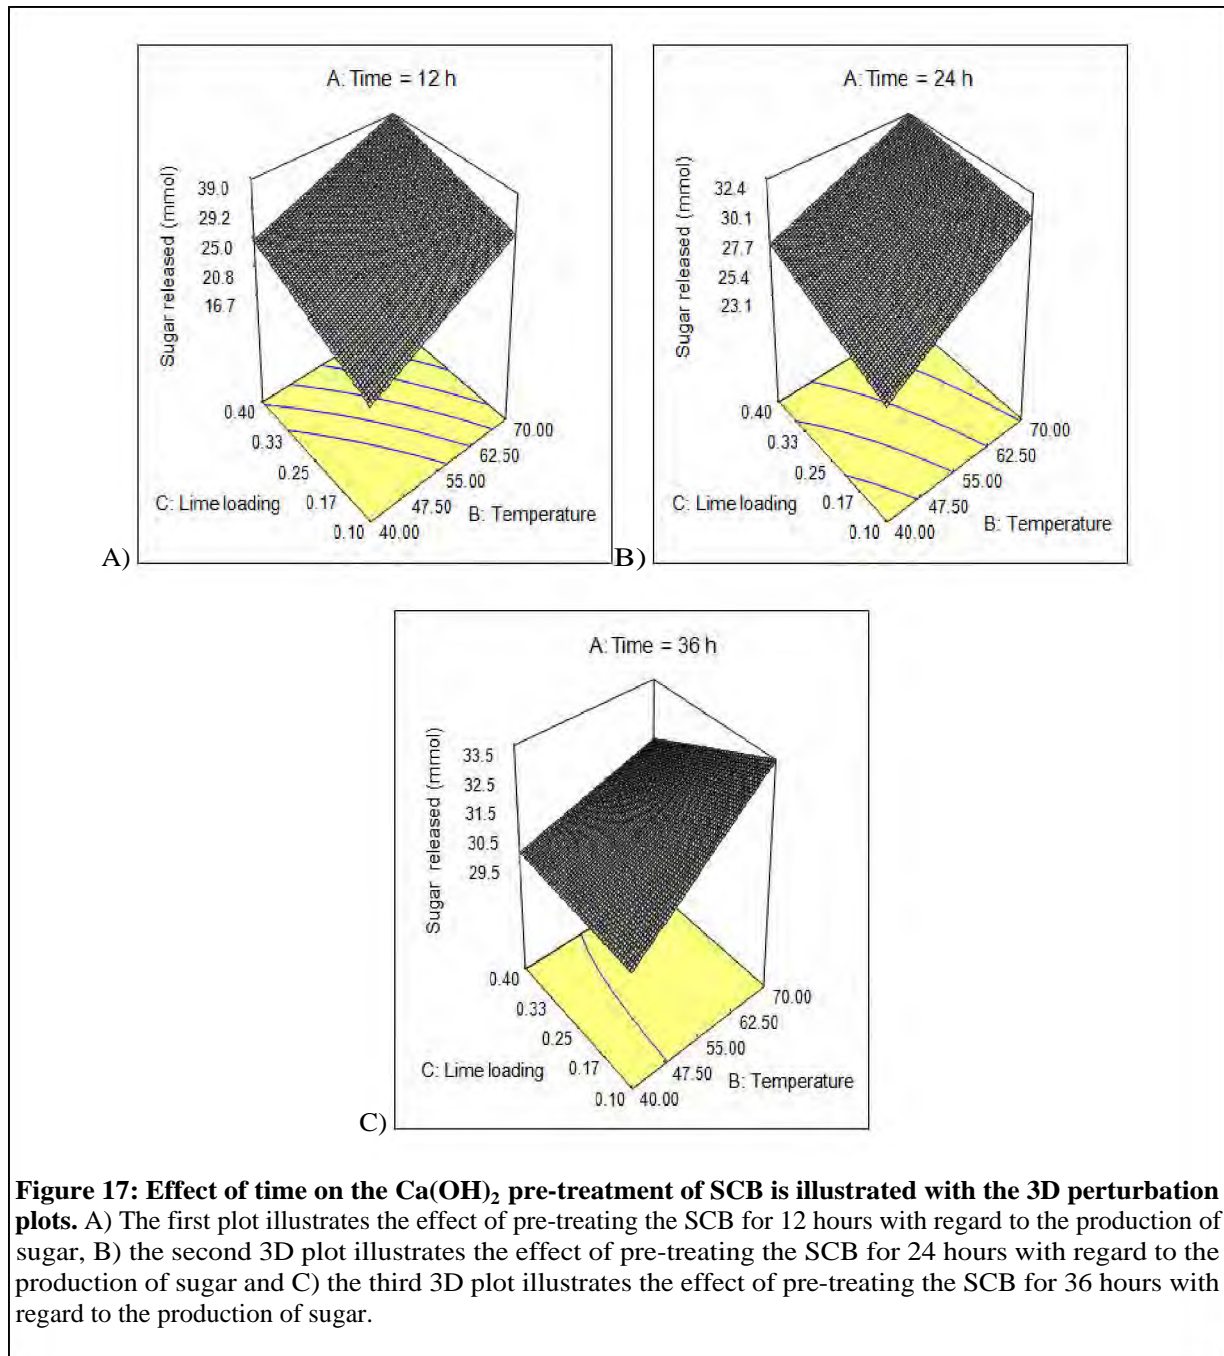 A: Time = 12 h
Sugar released (mmol)
39.0
29.2
25.0
20.8
16.7
0.40
0.33
0.25
0.17
0.10
C: Lime loading
40.00
47.50
55.00
62.50
70.00
B: Temperature
A)
A: Time = 24 h
Sugar released (mmol)
32.4
30.1
27.7
25.4
23.1
0.40
0.33
0.25
0.17
0.10
C: Lime loading
40.00
47.50
55.00
62.50
70.00
B: Temperature
B)
A: Time = 36 h
Sugar released (mmol)
33.5
32.5
31.5
30.5
29.5
0.40
0.33
0.25
0.17
0.10
C: Lime loading
40.00
47.50
55.00
62.50
70.00
B: Temperature
C)
Figure 17: Effect of time on the Ca(OH)₂ pre-treatment of SCB is illustrated with the 3D perturbation
plots. A) The first plot illustrates the effect of pre-treating the SCB for 12 hours with regard to the production of
sugar, B) the second 3D plot illustrates the effect of pre-treating the SCB for 24 hours with regard to the
production of sugar and C) the third 3D plot illustrates the effect of pre-treating the SCB for 36 hours with
regard to the production of sugar.